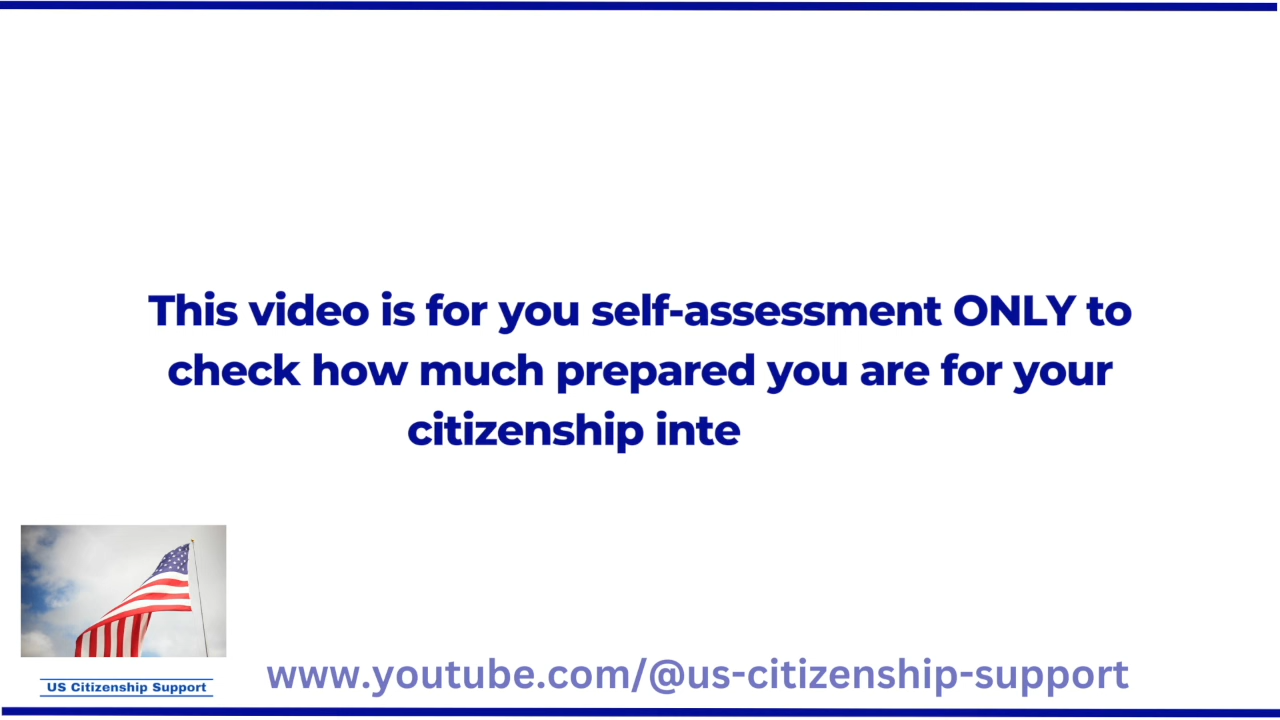 This video is for you self-assessment ONLY to
check how much prepared you are for your
citizenship inte
US Citizenship Support
www.youtube.com/@us-citizenship-support